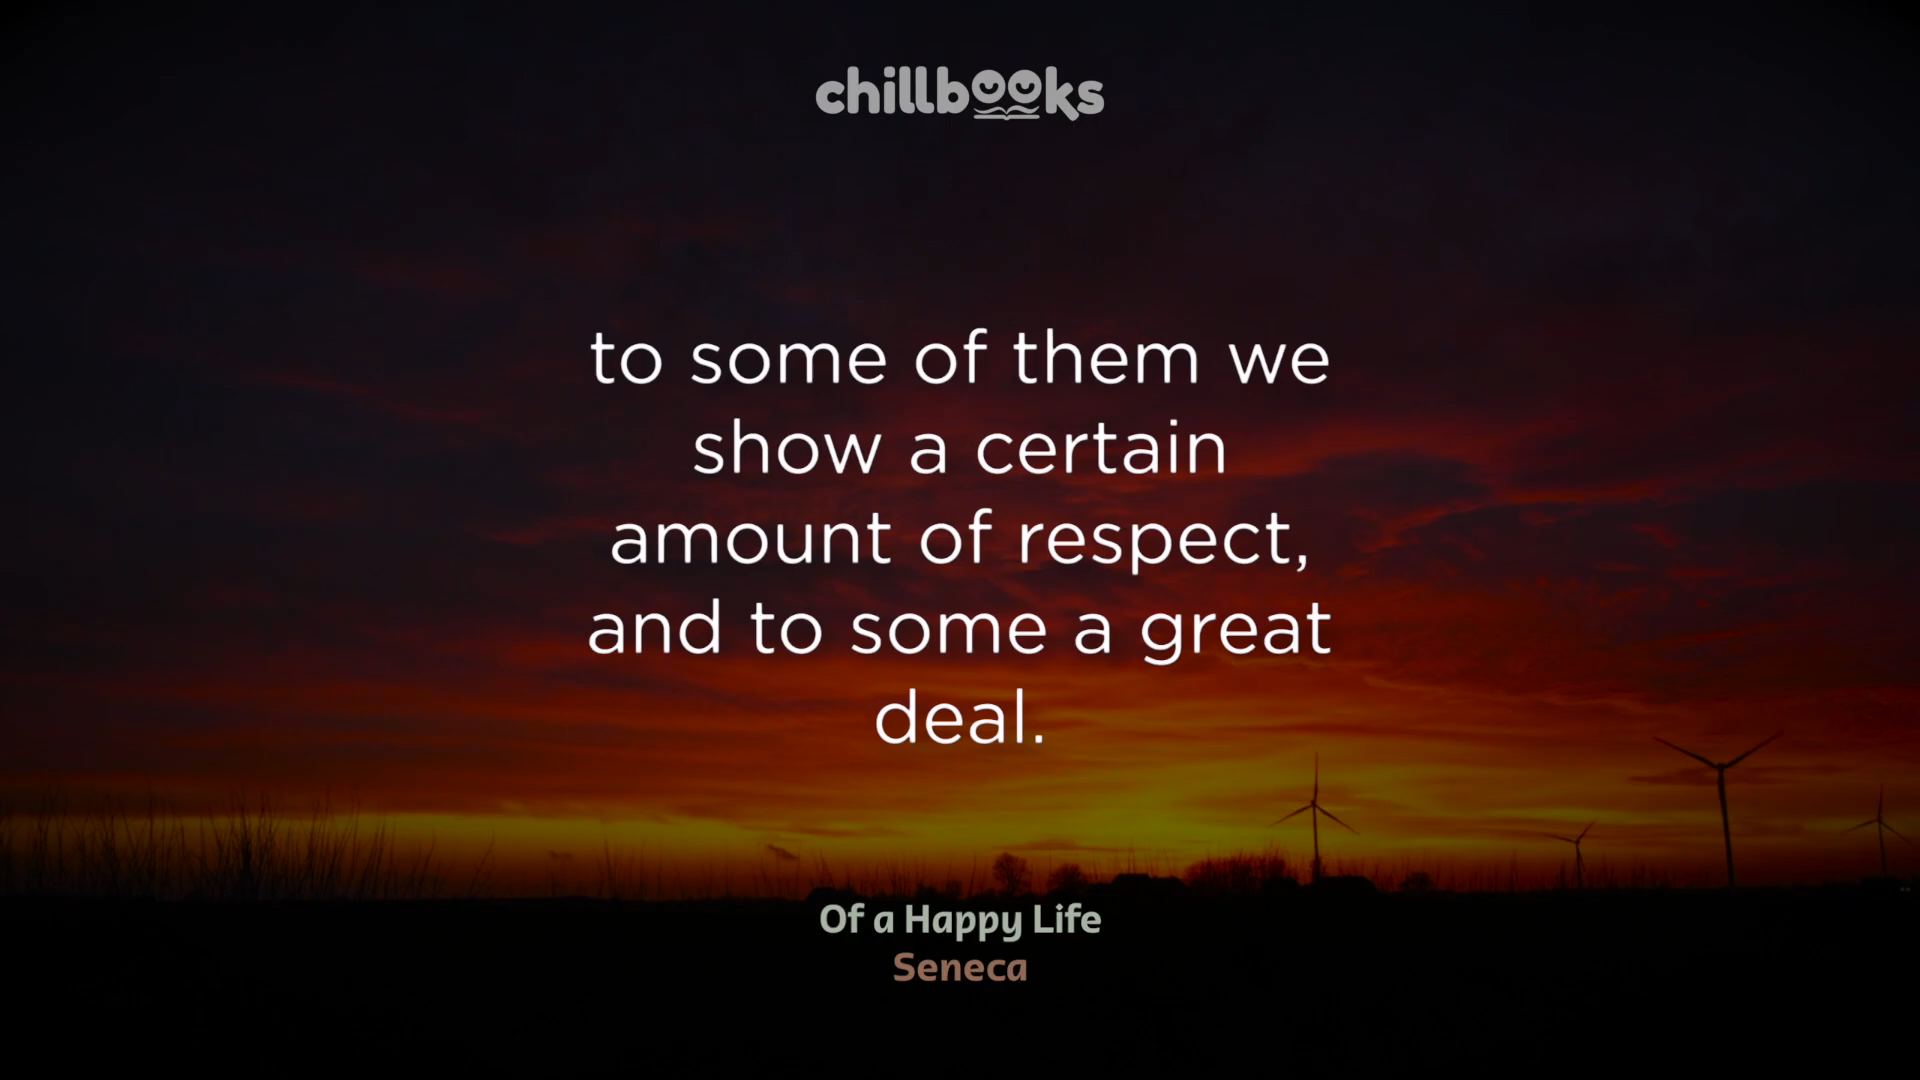 chillbooks
to some of them we
show a certain
amount of respect,
and to some a great
deal.
Of a Happy Life
Seneca